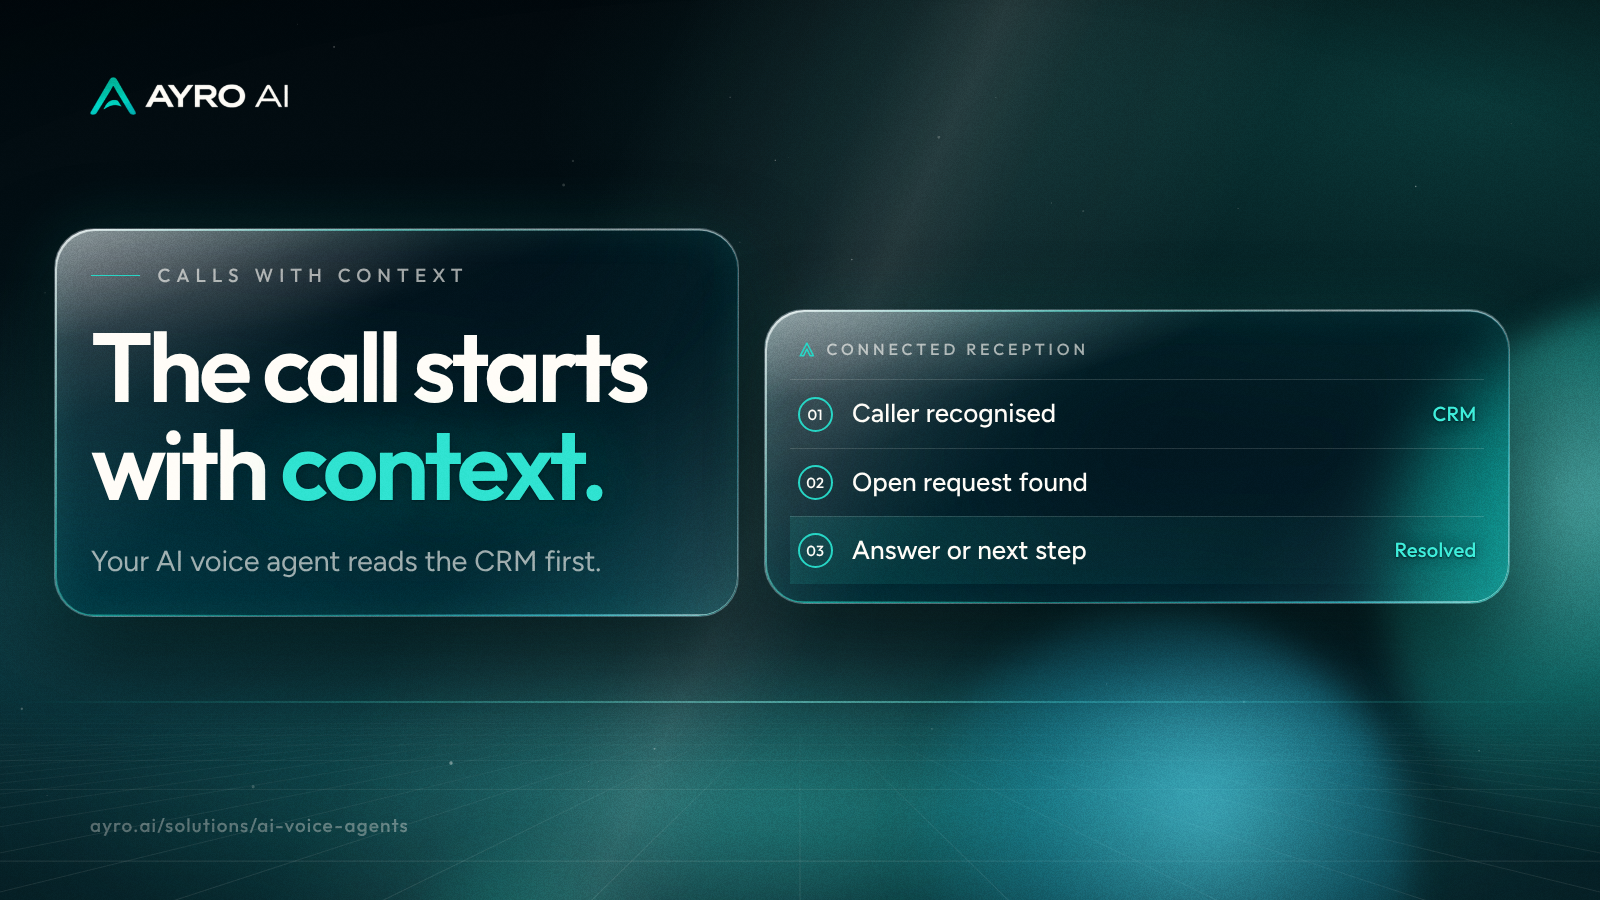 AYRO AI
CALLS WITH CONTEXT
The call starts
with context.
Your AI voice agent reads the CRM first.
CONNECTED RECEPTION
01 Caller recognised CRM
02 Open request found
03 Answer or next step Resolved
ayro.ai/solutions/ai-voice-agents